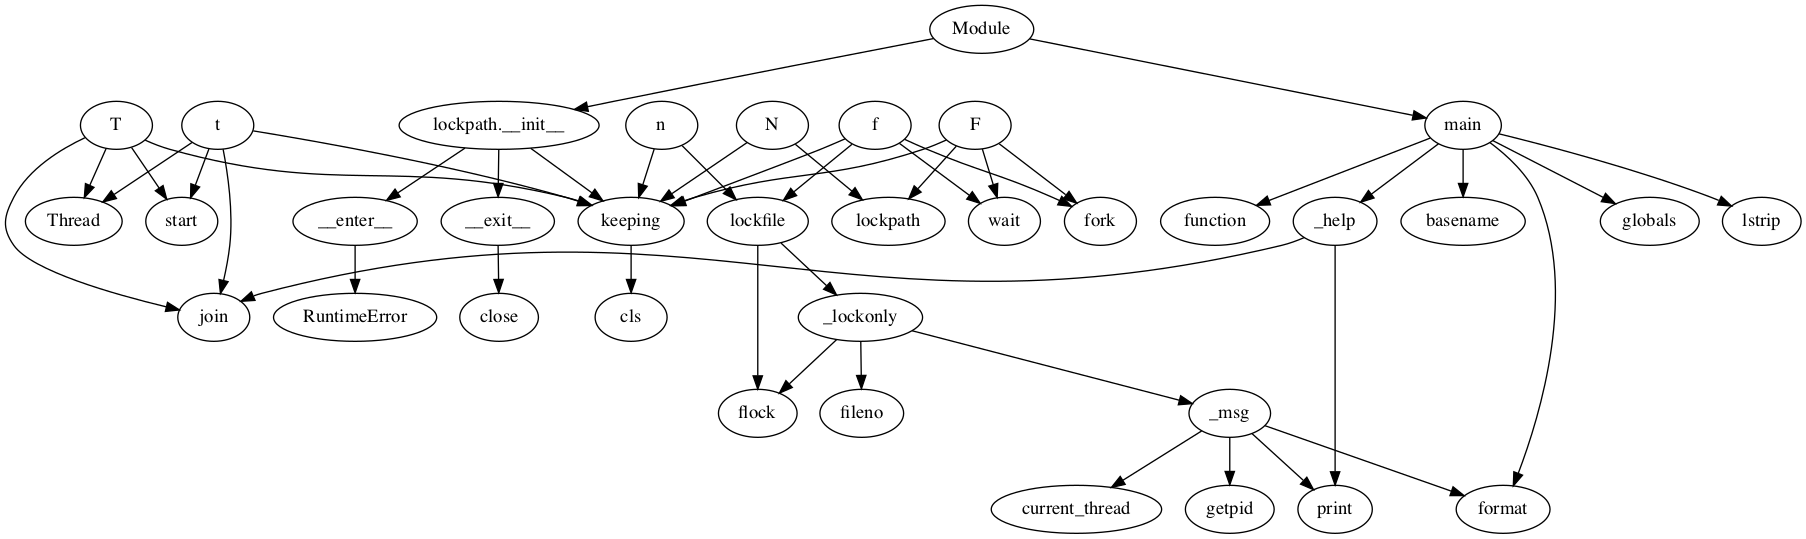 Module
T
t
lockpath.__init__
n
N
f
F
main
Thread
start
__enter__
__exit__
keeping
lockfile
lockpath
wait
fork
function
_help
basename
globals
lstrip
join
RuntimeError
close
cls
_lockonly
flock
fileno
_msg
current_thread
getpid
print
format